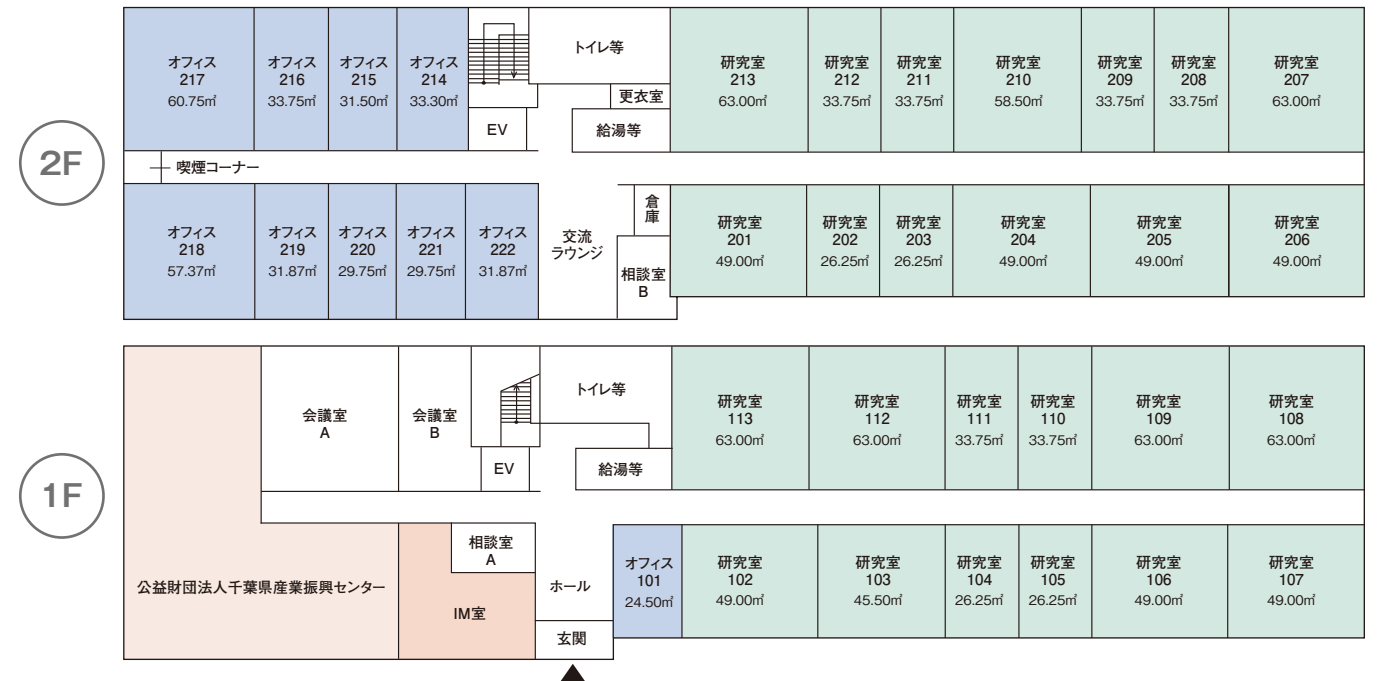 2F
オフィス
217
60.75㎡
オフィス
216
33.75㎡
オフィス
215
31.50㎡
オフィス
214
33.30㎡
トイレ等
更衣室
EV
給湯等
研究室
213
63.00㎡
研究室
212
33.75㎡
研究室
211
33.75㎡
研究室
210
58.50㎡
研究室
209
33.75㎡
研究室
208
33.75㎡
研究室
207
63.00㎡
喫煙コーナー
オフィス
218
57.37㎡
オフィス
219
31.87㎡
オフィス
220
29.75㎡
オフィス
221
29.75㎡
オフィス
222
31.87㎡
交流
ラウンジ
倉庫
相談室
B
研究室
201
49.00㎡
研究室
202
26.25㎡
研究室
203
26.25㎡
研究室
204
49.00㎡
研究室
205
49.00㎡
研究室
206
49.00㎡
1F
会議室
A
会議室
B
EV
トイレ等
給湯等
研究室
113
63.00㎡
研究室
112
63.00㎡
研究室
111
33.75㎡
研究室
110
33.75㎡
研究室
109
63.00㎡
研究室
108
63.00㎡
公益財団法人千葉県産業振興センター
相談室
A
IM室
ホール
玄関
オフィス
101
24.50㎡
研究室
102
49.00㎡
研究室
103
45.50㎡
研究室
104
26.25㎡
研究室
105
26.25㎡
研究室
106
49.00㎡
研究室
107
49.00㎡